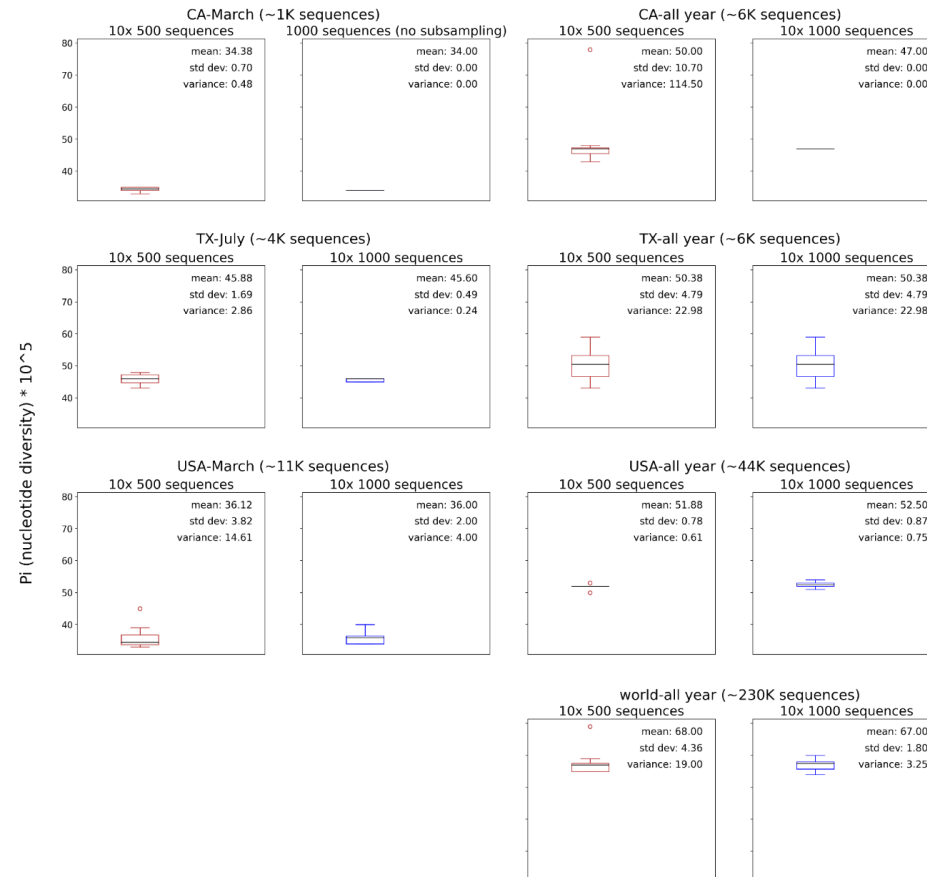 CA-March (~1K sequences)
10x 500 sequences
1000 sequences (no subsampling)
80
70
60
50
40
mean: 34.38
std dev: 0.70
variance: 0.48
mean: 34.00
std dev: 0.00
variance: 0.00
CA-all year (~6K sequences)
10x 500 sequences
10x 1000 sequences
mean: 50.00
std dev: 10.70
variance: 114.50
mean: 47.00
std dev: 0.00
variance: 0.00
TX-July (~4K sequences)
10x 500 sequences
10x 1000 sequences
80
70
60
50
40
mean: 45.88
std dev: 1.69
variance: 2.86
mean: 45.60
std dev: 0.49
variance: 0.24
TX-all year (~6K sequences)
10x 500 sequences
10x 1000 sequences
mean: 50.38
std dev: 4.79
variance: 22.98
mean: 50.38
std dev: 4.79
variance: 22.98
Pi (nucleotide diversity) * 10^5
USA-March (~11K sequences)
10x 500 sequences
10x 1000 sequences
80
70
60
50
40
mean: 36.12
std dev: 3.82
variance: 14.61
mean: 36.00
std dev: 2.00
variance: 4.00
USA-all year (~44K sequences)
10x 500 sequences
10x 1000 sequences
mean: 51.88
std dev: 0.78
variance: 0.61
mean: 52.50
std dev: 0.87
variance: 0.75
world-all year (~230K sequences)
10x 500 sequences
10x 1000 sequences
mean: 68.00
std dev: 4.36
variance: 19.00
mean: 67.00
std dev: 1.80
variance: 3.25